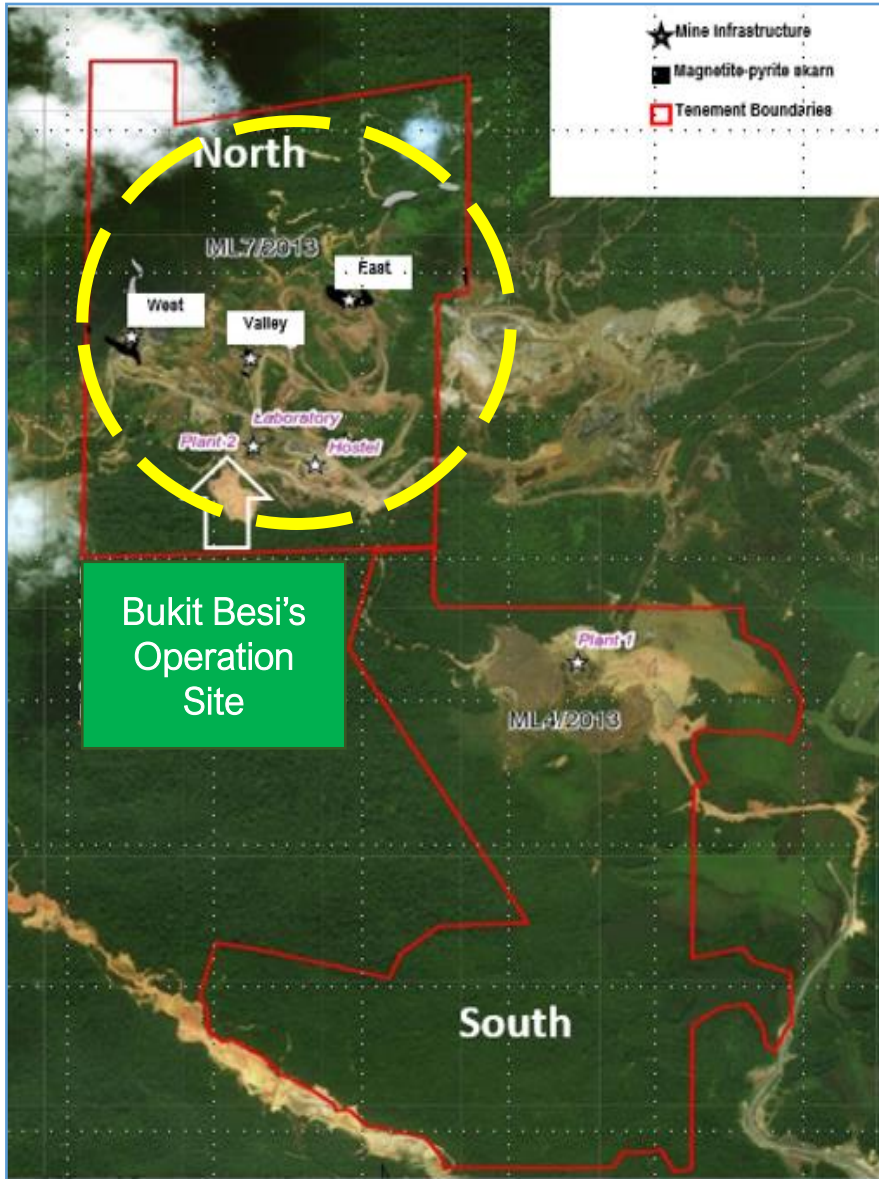 Mine Infrastructure
Magnetite-pyrite skarn
Tenement Boundaries
North
ML7/2013
East
West
Valley
Laboratory
Plant 2
Hostel
Bukit Besi's
Operation
Site
Plant 1
ML4/2013
South